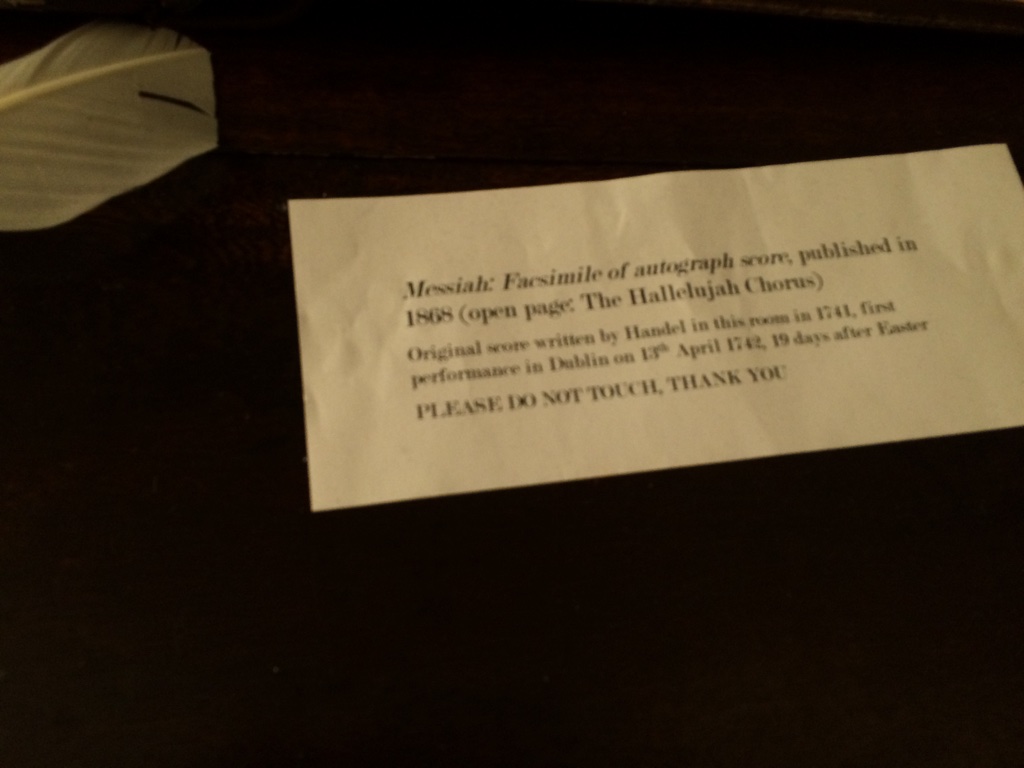 Messiah: Facsimile of autograph score, published in
1868 (open page: The Hallelujah Chorus)
Original score written by Handel in this room in 1741, first
performance in Dublin on 13th April 1742, 19 days after Easter
PLEASE DO NOT TOUCH, THANK YOU